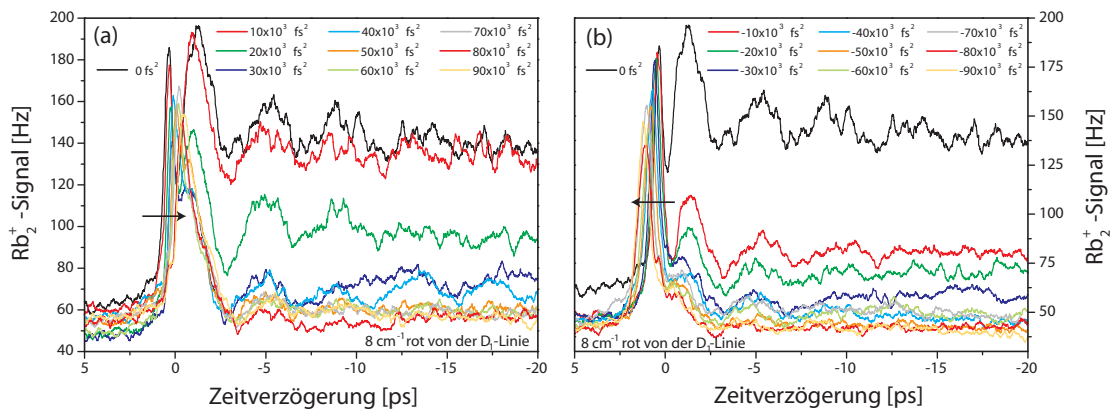 (a)
10x10³ fs²
40x10³ fs²
70x10³ fs²
20x10³ fs²
50x10³ fs²
80x10³ fs²
0 fs²
30x10³ fs²
60x10³ fs²
90x10³ fs²
Rb₂⁺-Signal [Hz]
200
180
160
140
120
100
80
60
40
8 cm⁻¹ rot von der D₁-Linie
5
0
-5
-10
-15
-20
Zeitverzögerung [ps]
(b)
-10x10³ fs²
-40x10³ fs²
-70x10³ fs²
-20x10³ fs²
-50x10³ fs²
-80x10³ fs²
0 fs²
-30x10³ fs²
-60x10³ fs²
-90x10³ fs²
200
175
150
125
100
75
50
Rb₂⁺-Signal [Hz]
8 cm⁻¹ rot von der D₁-Linie
5
0
-5
-10
-15
-20
Zeitverzögerung [ps]